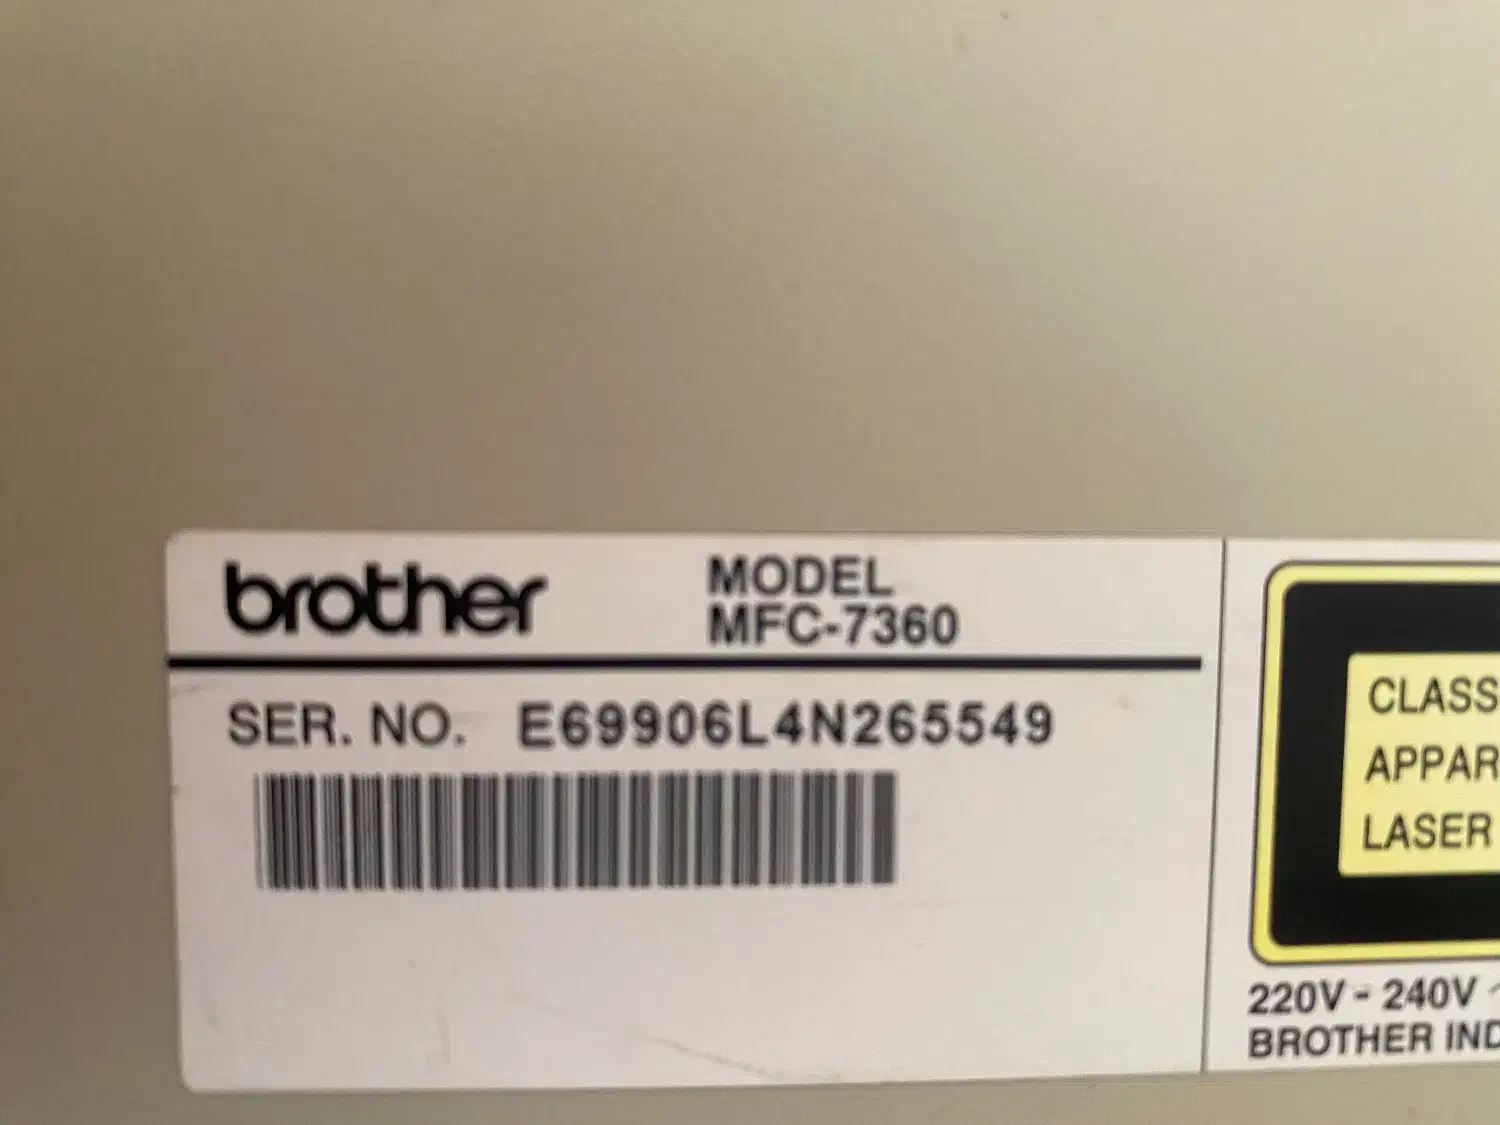 brother
MODEL
MFC-7360
SER. NO. E69906L4N265549
CLASS
APPAR
LASER
220V - 240V ~
BROTHER IND